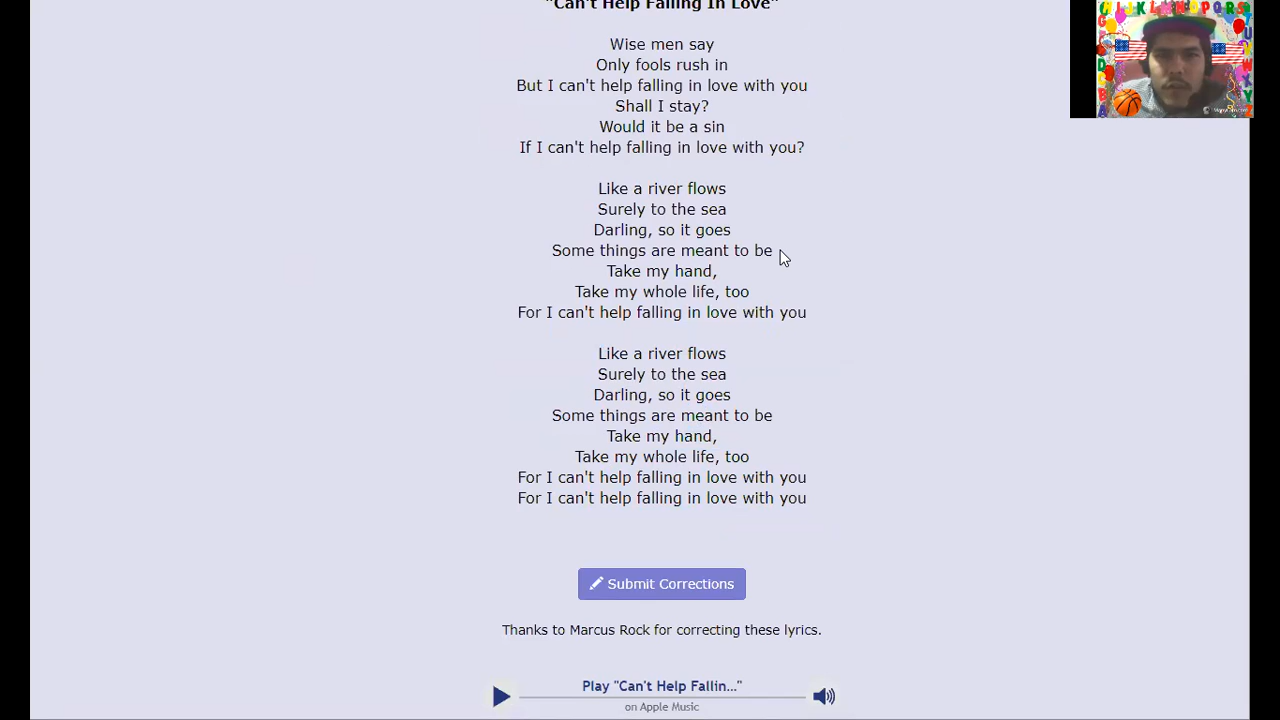 "Can't Help Falling In Love"
Wise men say
Only fools rush in
But I can't help falling in love with you
Shall I stay?
Would it be a sin
If I can't help falling in love with you?
Like a river flows
Surely to the sea
Darling, so it goes
Some things are meant to be
Take my hand,
Take my whole life, too
For I can't help falling in love with you
Like a river flows
Surely to the sea
Darling, so it goes
Some things are meant to be
Take my hand,
Take my whole life, too
For I can't help falling in love with you
For I can't help falling in love with you
Submit Corrections
Thanks to Marcus Rock for correcting these lyrics.
Play "Can't Help Fallin..."
on Apple Music